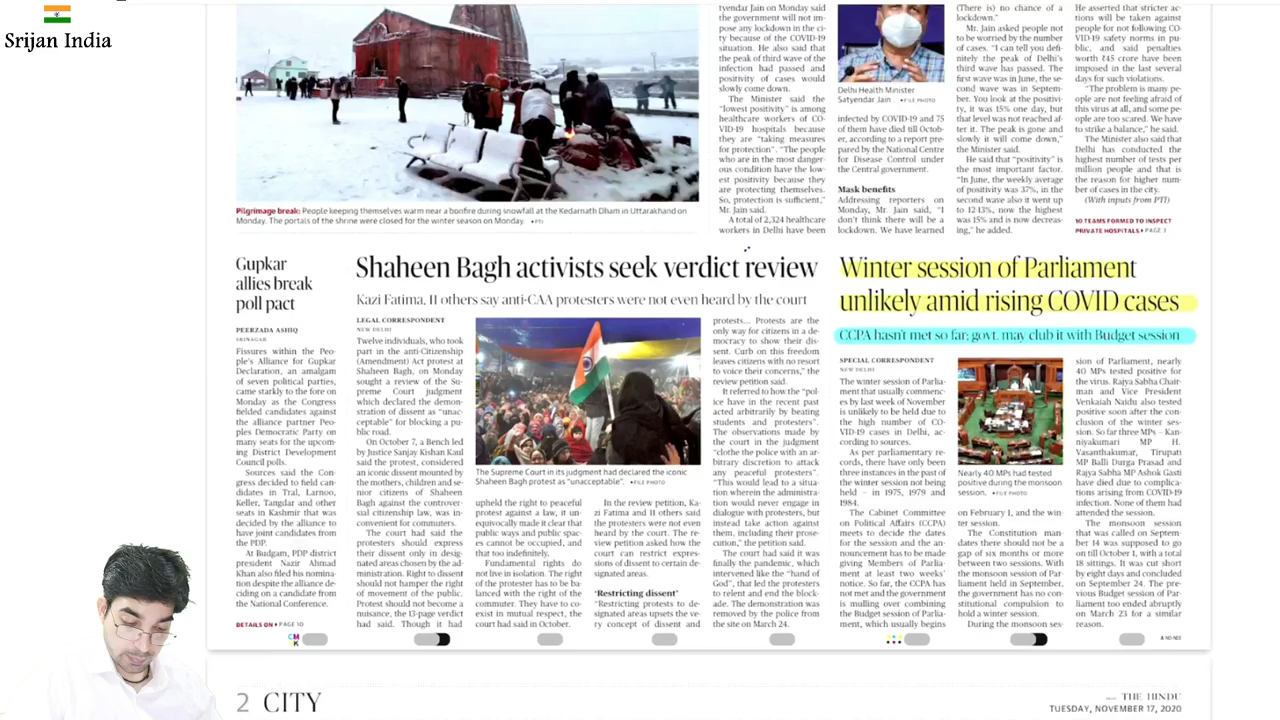 Srijan India
tyendar Jain on Monday said
the government will not im-
pose any lockdown in the ci-
ty because of the COVID-19
situation. He also said that
the peak of third wave of the
infection had passed and
positivity of cases would
slowly come down.
The Minister said the
"lowest positivity" is among
healthcare workers of CO-
VID-19 hospitals because
they are "taking measures
for protection". "The people
who are in the most danger-
ous condition have the low-
est positivity because they
are protecting themselves.
So, protection is sufficient,"
Mr. Jain said.
A total of 2,324 healthcare
workers in Delhi have been
Delhi Health Minister
Satyendar Jain . •FILE PHOTO
infected by COVID-19 and 75
of them have died till Octob-
er, according to a report pre-
pared by the National Centre
for Disease Control under
the Central government.
Mask benefits
Addressing reporters on
Monday, Mr. Jain said, "I
don't think there will be a
lockdown. We have learned
(There is) no chance of a
lockdown."
Mr. Jain asked people not
to be worried by the number
of cases. "I can tell you defi-
nitely the peak of Delhi's
third wave has passed. The
first wave was in June, the se-
cond wave was in Septem-
ber. You look at the positivi-
ty, it was 15% one day, but
that level was not reached af-
ter it. The peak is gone and
slowly it will come down,"
the Minister said.
He said that "positivity" is
the most important factor.
"In June, the weekly average
of positivity was 37%, in the
second wave also it went up
to 12-13%, now the highest
was 15% and is now decreas-
ing," he added.
He asserted that stricter ac-
tions will be taken against
people for not following CO-
VID-19 safety norms in pu-
blic, and said penalties
worth ₹45 crore have been
imposed in the last several
days for such violations.
"The problem is many peo-
ple are not feeling afraid of
this virus at all, and some peo-
ple are too scared. We have
to strike a balance," he said.
The Minister also said that
Delhi has conducted the
highest number of tests per
million people and that is
the reason for higher num-
ber of cases in the city.
(With inputs from PTI)
10 TEAMS FORMED TO INSPECT
PRIVATE HOSPITALS ▸ PAGE 3
Pilgrimage break: People keeping themselves warm near a bonfire during snowfall at the Kedarnath Dham in Uttarakhand on
Monday. The portals of the shrine were closed for the winter season on Monday. •PTI
Gupkar
allies break
poll pact
PEERZADA ASHIQ
SRINAGAR
Fissures within the Peo-
ple's Alliance for Gupkar
Declaration, an amalgam
of seven political parties,
came starkly to the fore on
Monday as the Congress
fielded candidates against
the alliance partner Peo-
ples Democratic Party on
many seats for the upcom-
ing District Development
Council polls.
Sources said the Con-
gress decided to field can-
didates in Tral, Larnoo,
Keller, Tangdar and other
seats in Kashmir that was
decided by the alliance to
have joint candidates from
the PDP.
At Budgam, PDP district
president Nazir Ahmad
Khan also filed his nomina-
tion despite the alliance de-
ciding on a candidate from
the National Conference.
DETAILS ON ▸ PAGE 10
Shaheen Bagh activists seek verdict review
Kazi Fatima, 11 others say anti-CAA protesters were not even heard by the court
LEGAL CORRESPONDENT
NEW DELHI
Twelve individuals, who took
part in the anti-Citizenship
(Amendment) Act protest at
Shaheen Bagh, on Monday
sought a review of the Su-
preme Court judgment
which declared the demon-
stration of dissent as "unac-
ceptable" for blocking a pu-
blic road.
On October 7, a Bench led
by Justice Sanjay Kishan Kaul
said the protest, considered
an iconic dissent mounted by
the mothers, children and se-
nior citizens of Shaheen
Bagh against the controver-
sial citizenship law, was in-
convenient for commuters.
The court had said the
protesters should express
their dissent only in desig-
nated areas chosen by the ad-
ministration. Right to dissent
should not hamper the right
of movement of the public.
Protest should not become a
nuisance, the 13-page verdict
had said. Though it had
The Supreme Court in its judgment had declared the iconic
Shaheen Bagh protest as "unacceptable". •FILE PHOTO
upheld the right to peaceful
protest against a law, it un-
equivocally made it clear that
public ways and public spac-
es cannot be occupied, and
that too indefinitely.
Fundamental rights do
not live in isolation. The right
of the protester has to be ba-
lanced with the right of the
commuter. They have to co-
exist in mutual respect, the
court had said in October.
In the review petition, Ka-
zi Fatima and 11 others said
the protesters were not even
heard by the court. The re-
view petition asked how the
court can restrict expres-
sions of dissent to certain de-
signated areas.
'Restricting dissent'
"Restricting protests to de-
signated areas upsets the ve-
ry concept of dissent and
protests... Protests are the
only way for citizens in a de-
mocracy to show their dis-
sent. Curb on this freedom
leaves citizens with no resort
to voice their concerns," the
review petition said.
It referred to how the "pol-
ice have in the recent past
acted arbitrarily by beating
students and protesters".
The observations made by
the court in the judgment
"clothe the police with an ar-
bitrary discretion to attack
any peaceful protesters".
"This would lead to a situa-
tion wherein the administra-
tion would never engage in
dialogue with protesters, but
instead take action against
them, including their prose-
cution," the petition said.
The court had said it was
finally the pandemic, which
intervened like the "hand of
God", that led the protesters
to relent and end the block-
ade. The demonstration was
removed by the police from
the site on March 24.
Winter session of Parliament
unlikely amid rising COVID cases
CCPA hasn't met so far; govt. may club it with Budget session
SPECIAL CORRESPONDENT
NEW DELHI
The winter session of Parlia-
ment that usually commenc-
es by last week of November
is unlikely to be held due to
the high number of CO-
VID-19 cases in Delhi, ac-
cording to sources.
As per parliamentary re-
cords, there have only been
three instances in the past of
the winter session not being
held – in 1975, 1979 and
1984.
The Cabinet Committee
on Political Affairs (CCPA)
meets to decide the dates
for the session and the an-
nouncement has to be made
giving Members of Parlia-
ment at least two weeks'
notice. So far, the CCPA has
not met and the government
is mulling over combining
the Budget session of Parlia-
ment, which usually begins
Nearly 40 MPs had tested
positive during the monsoon
session. •FILE PHOTO
on February 1, and the win-
ter session.
The Constitution man-
dates there should not be a
gap of six months or more
between two sessions. With
the monsoon session of Par-
liament held in September,
the government has no con-
stitutional compulsion to
hold a winter session.
During the monsoon ses-
sion of Parliament, nearly
40 MPs tested positive for
the virus. Rajya Sabha Chair-
man and Vice President
Venkaiah Naidu also tested
positive soon after the con-
clusion of the winter ses-
sion. So far three MPs – Kan-
niyakumari MP H.
Vasanthakumar, Tirupati
MP Balli Durga Prasad and
Rajya Sabha MP Ashok Gasti
have died due to complica-
tions arising from COVID-19
infection. None of them had
attended the session.
The monsoon session
that was called on Septem-
ber 14 was supposed to go
on till October 1, with a total
18 sittings. It was cut short
by eight days and concluded
on September 24. The pre-
vious Budget session of Par-
liament too ended abruptly
on March 23 for a similar
reason.
CM
K
A ND-NDE
2 CITY
THE HINDU
TUESDAY, NOVEMBER 17, 2020